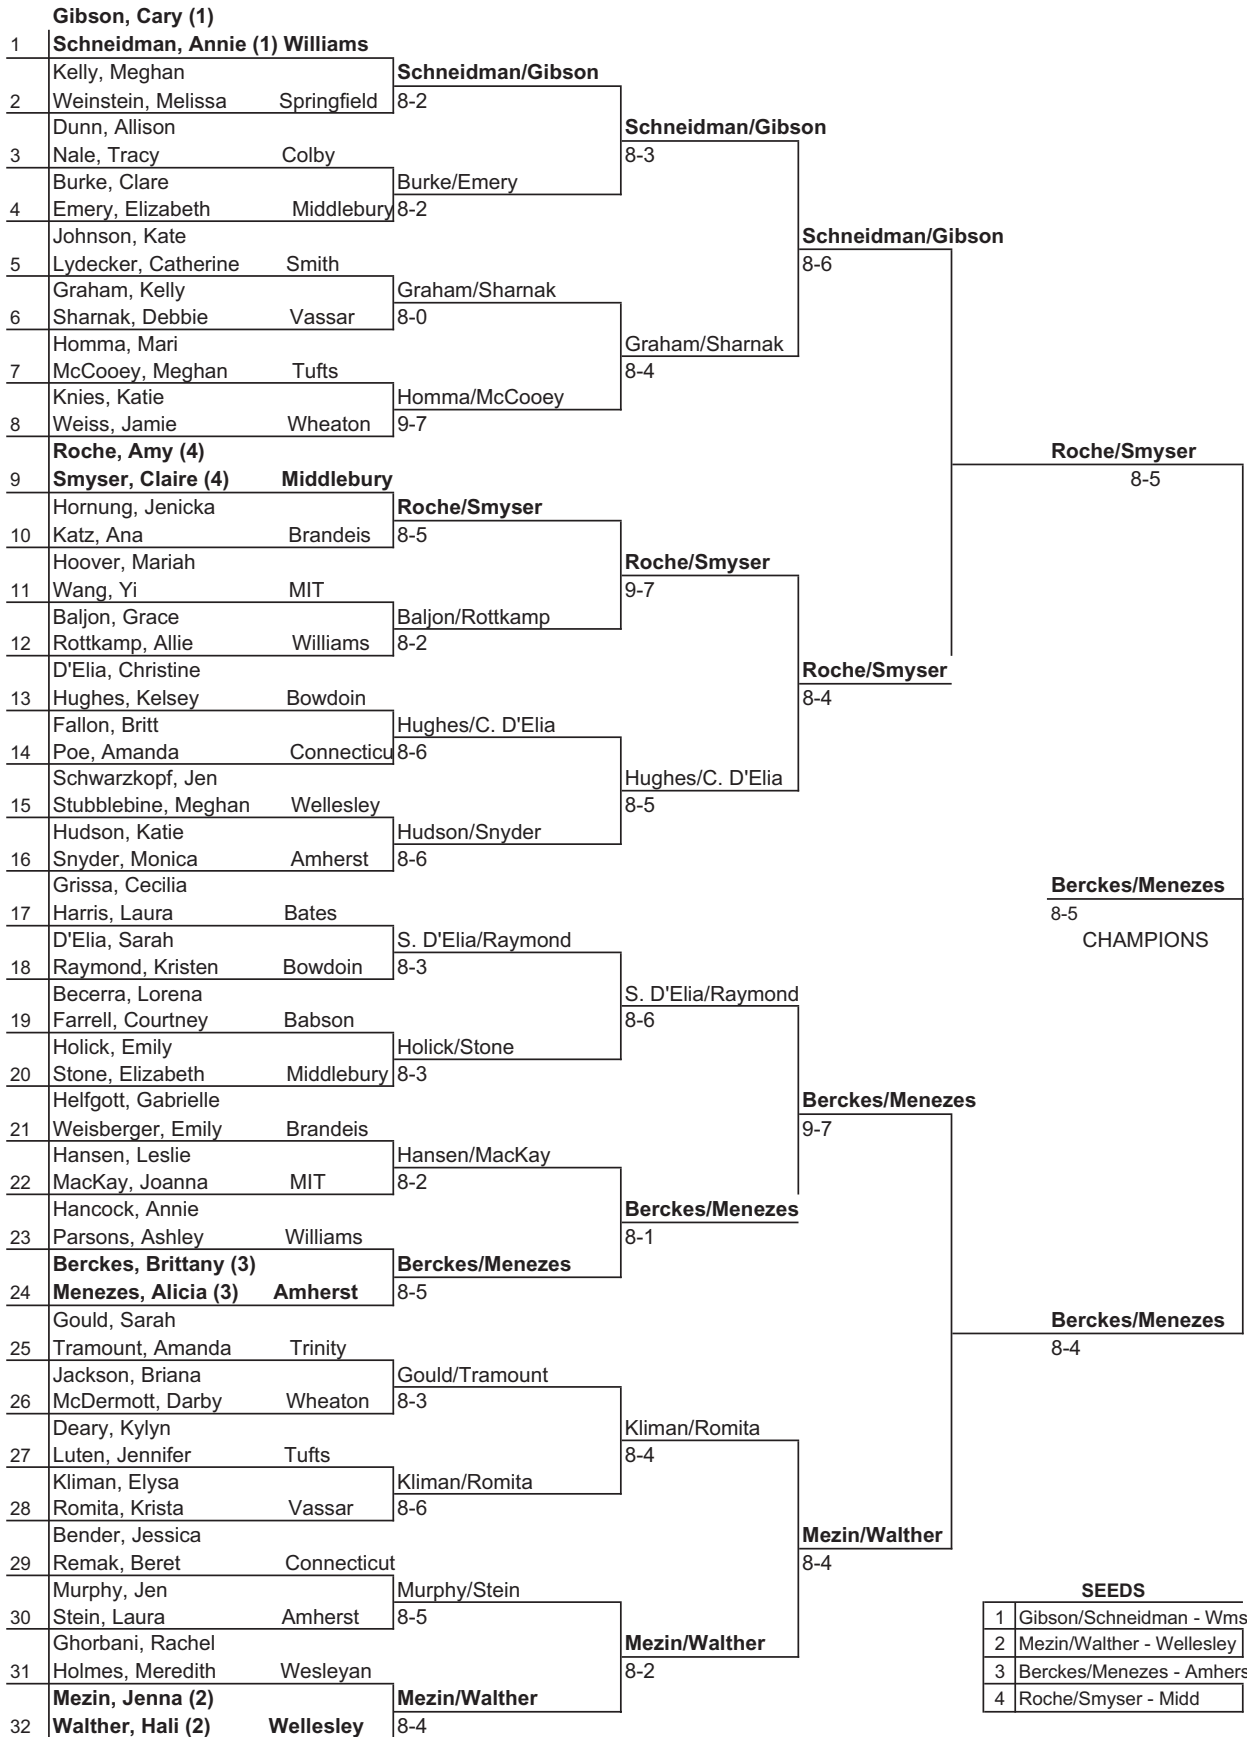 Gibson, Cary (1)
1 Schneidman, Annie (1) Williams
Kelly, Meghan Schneidman/Gibson
2 Weinstein, Melissa Springfield 8-2
Dunn, Allison Schneidman/Gibson
3 Nale, Tracy Colby 8-3
Burke, Clare Burke/Emery
4 Emery, Elizabeth Middlebury 8-2
Johnson, Kate Schneidman/Gibson
5 Lydecker, Catherine Smith 8-6
Graham, Kelly Graham/Sharnak
6 Sharnak, Debbie Vassar 8-0
Homma, Mari Graham/Sharnak
7 McCooey, Meghan Tufts 8-4
Knies, Katie Homma/McCooey
8 Weiss, Jamie Wheaton 9-7
Roche, Amy (4) Roche/Smyser
9 Smyser, Claire (4) Middlebury 8-5
Hornung, Jenicka Roche/Smyser
10 Katz, Ana Brandeis 8-5
Hoover, Mariah Roche/Smyser
11 Wang, Yi MIT 9-7
Baljon, Grace Baljon/Rottkamp
12 Rottkamp, Allie Williams 8-2
D'Elia, Christine Roche/Smyser
13 Hughes, Kelsey Bowdoin 8-4
Fallon, Britt Hughes/C. D'Elia
14 Poe, Amanda Connecticu 8-6
Schwarzkopf, Jen Hughes/C. D'Elia
15 Stubblebine, Meghan Wellesley 8-5
Hudson, Katie Hudson/Snyder
16 Snyder, Monica Amherst 8-6
Grissa, Cecilia Berckes/Menezes
17 Harris, Laura Bates 8-5
D'Elia, Sarah S. D'Elia/Raymond CHAMPIONS
18 Raymond, Kristen Bowdoin 8-3
Becerra, Lorena S. D'Elia/Raymond
19 Farrell, Courtney Babson 8-6
Holick, Emily Holick/Stone
20 Stone, Elizabeth Middlebury 8-3
Helfgott, Gabrielle Berckes/Menezes
21 Weisberger, Emily Brandeis 9-7
Hansen, Leslie Hansen/MacKay
22 MacKay, Joanna MIT 8-2
Hancock, Annie Berckes/Menezes
23 Parsons, Ashley Williams 8-1
Berckes, Brittany (3) Berckes/Menezes
24 Menezes, Alicia (3) Amherst 8-5
Gould, Sarah Berckes/Menezes
25 Tramount, Amanda Trinity 8-4
Jackson, Briana Gould/Tramount
26 McDermott, Darby Wheaton 8-3
Deary, Kylyn Kliman/Romita
27 Luten, Jennifer Tufts 8-4
Kliman, Elysa Kliman/Romita
28 Romita, Krista Vassar 8-6
Bender, Jessica Mezin/Walther
29 Remak, Beret Connecticut 8-4
Murphy, Jen Murphy/Stein SEEDS
30 Stein, Laura Amherst 8-5 1 Gibson/Schneidman - Wms
Ghorbani, Rachel Mezin/Walther 2 Mezin/Walther - Wellesley
31 Holmes, Meredith Wesleyan 8-2 3 Berckes/Menezes - Amhers
Mezin, Jenna (2) Mezin/Walther 4 Roche/Smyser - Midd
32 Walther, Hali (2) Wellesley 8-4